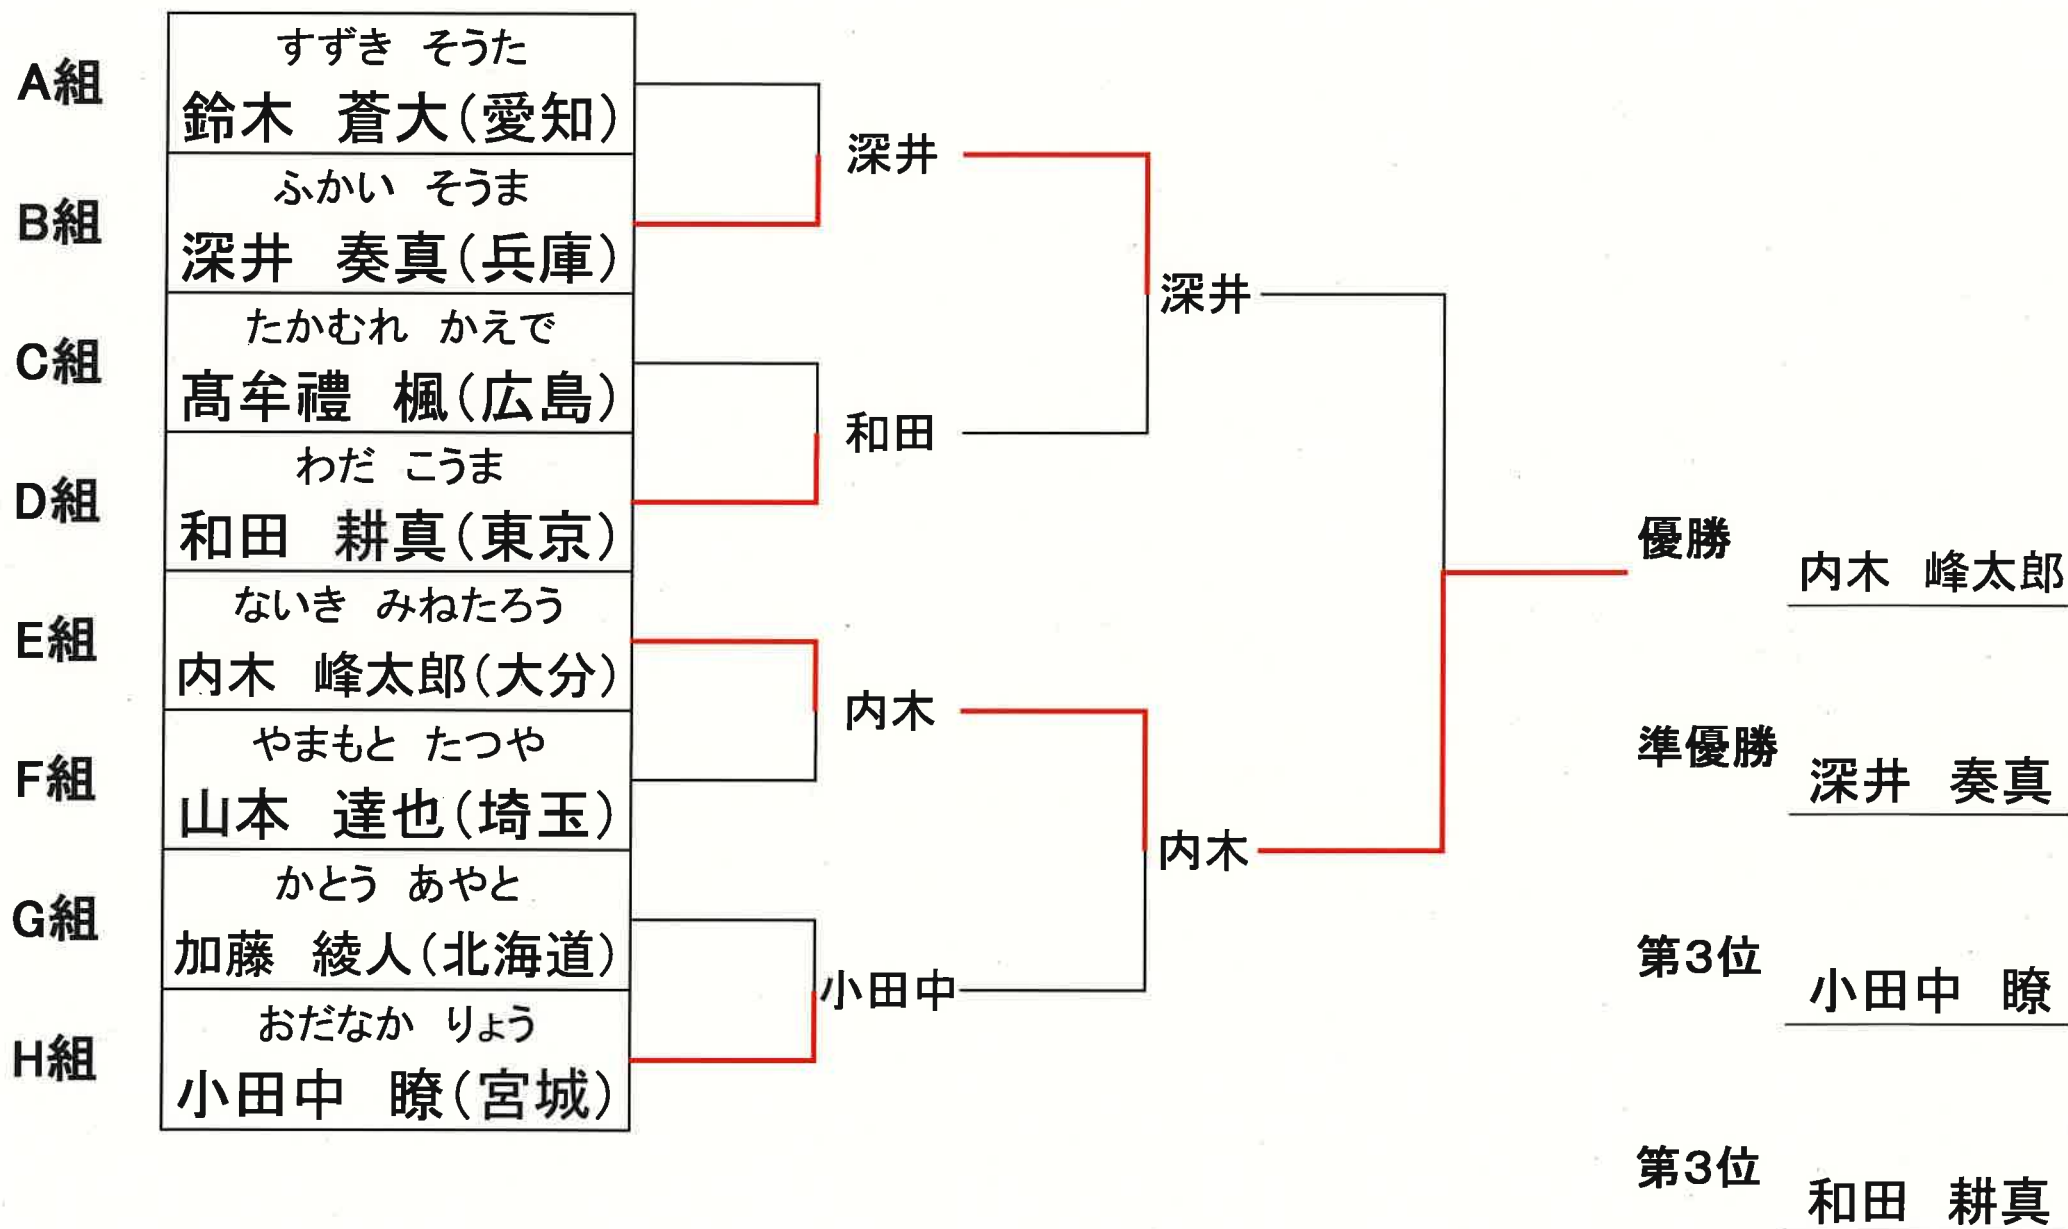 A組
すずき そうた
鈴木 蒼大(愛知)
B組
ふかい そうま
深井 奏真(兵庫)
C組
たかむれ かえで
髙牟禮 楓(広島)
D組
わだ こうま
和田 耕真(東京)
E組
ないき みねたろう
内木 峰太郎(大分)
F組
やまもと たつや
山本 達也(埼玉)
G組
かとう あやと
加藤 綾人(北海道)
H組
おだなか りょう
小田中 瞭(宮城)
深井
和田
内木
小田中
深井
内木
優勝
内木 峰太郎
準優勝
深井 奏真
第3位
小田中 瞭
第3位
和田 耕真